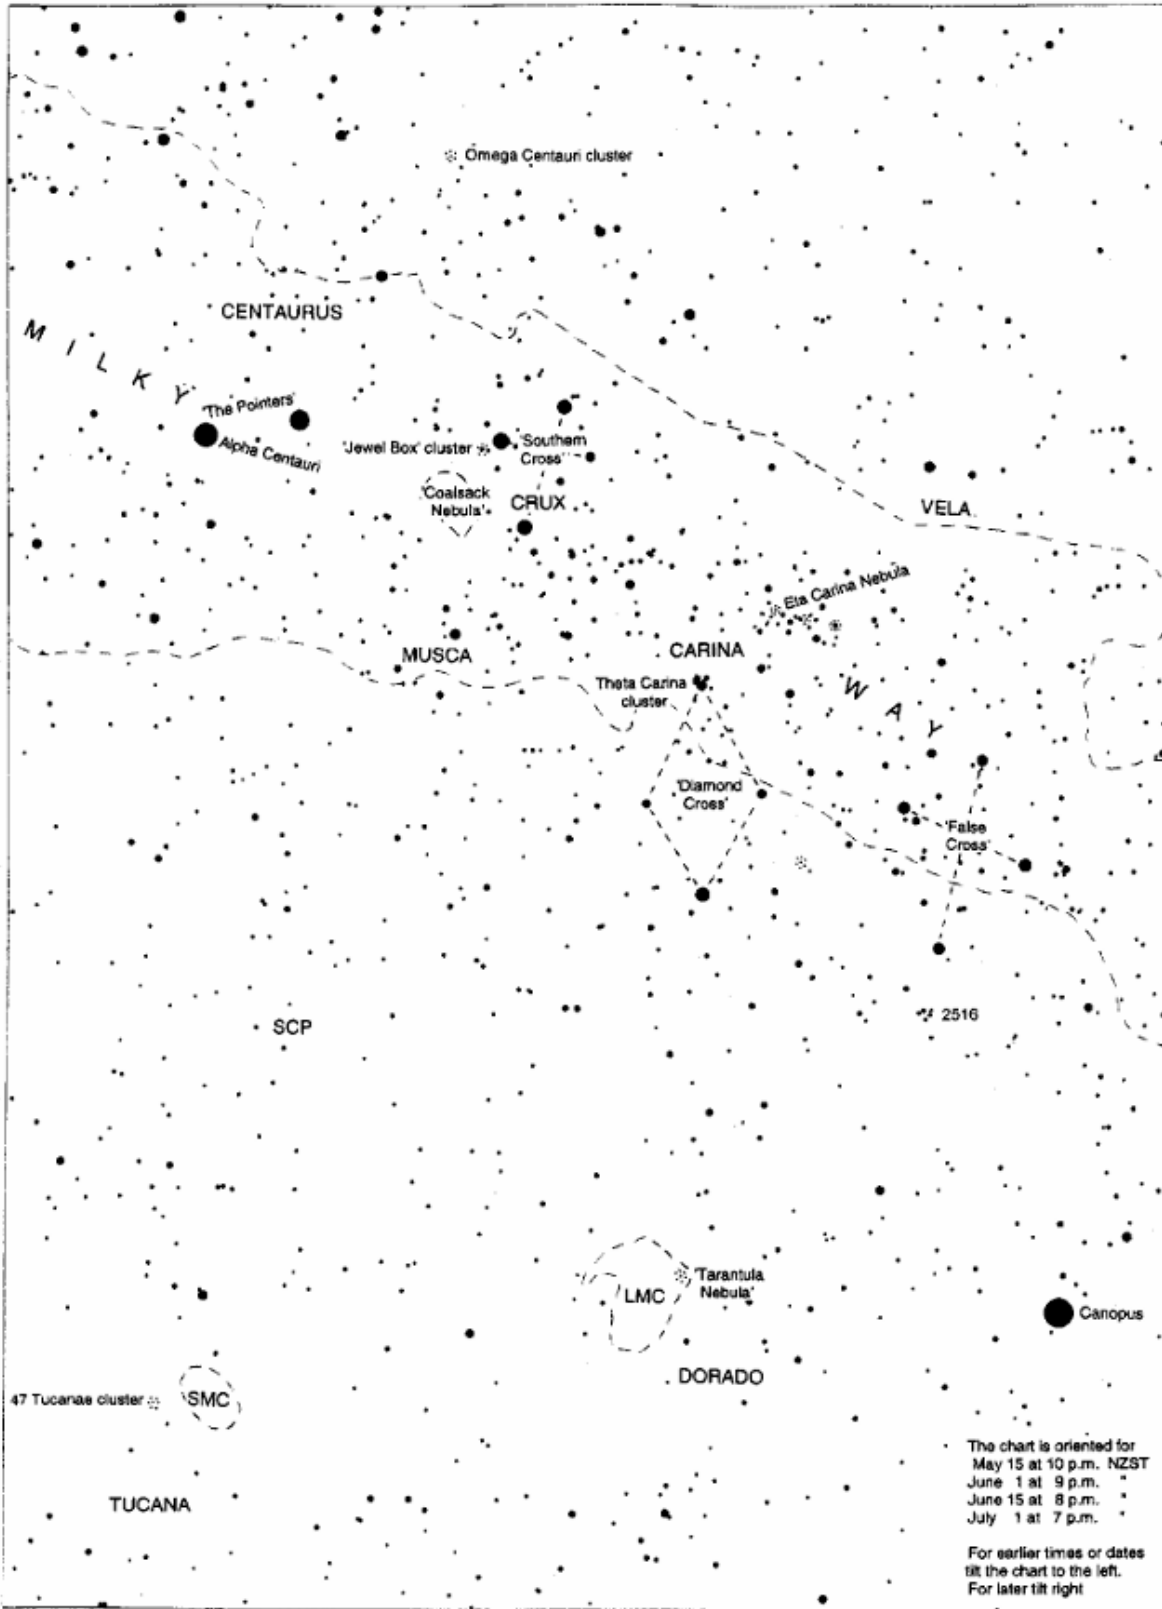 Omega Centauri cluster
CENTAURUS
MILKY
'The Pointers'
Alpha Centauri
'Jewel Box' cluster
'Southern
Cross'
'Coalsack
Nebula'
CRUX
VELA
Eta Carina Nebula
MUSCA
CARINA
Theta Carina
cluster
WAY
'Diamond
Cross'
'False
Cross'
2516
SCP
'Tarantula
Nebula'
LMC
Canopus
DORADO
47 Tucanae cluster
SMC
TUCANA
The chart is oriented for
May 15 at 10 p.m. NZST
June 1 at 9 p.m. "
June 15 at 8 p.m. "
July 1 at 7 p.m. "
For earlier times or dates
tilt the chart to the left.
For later tilt right